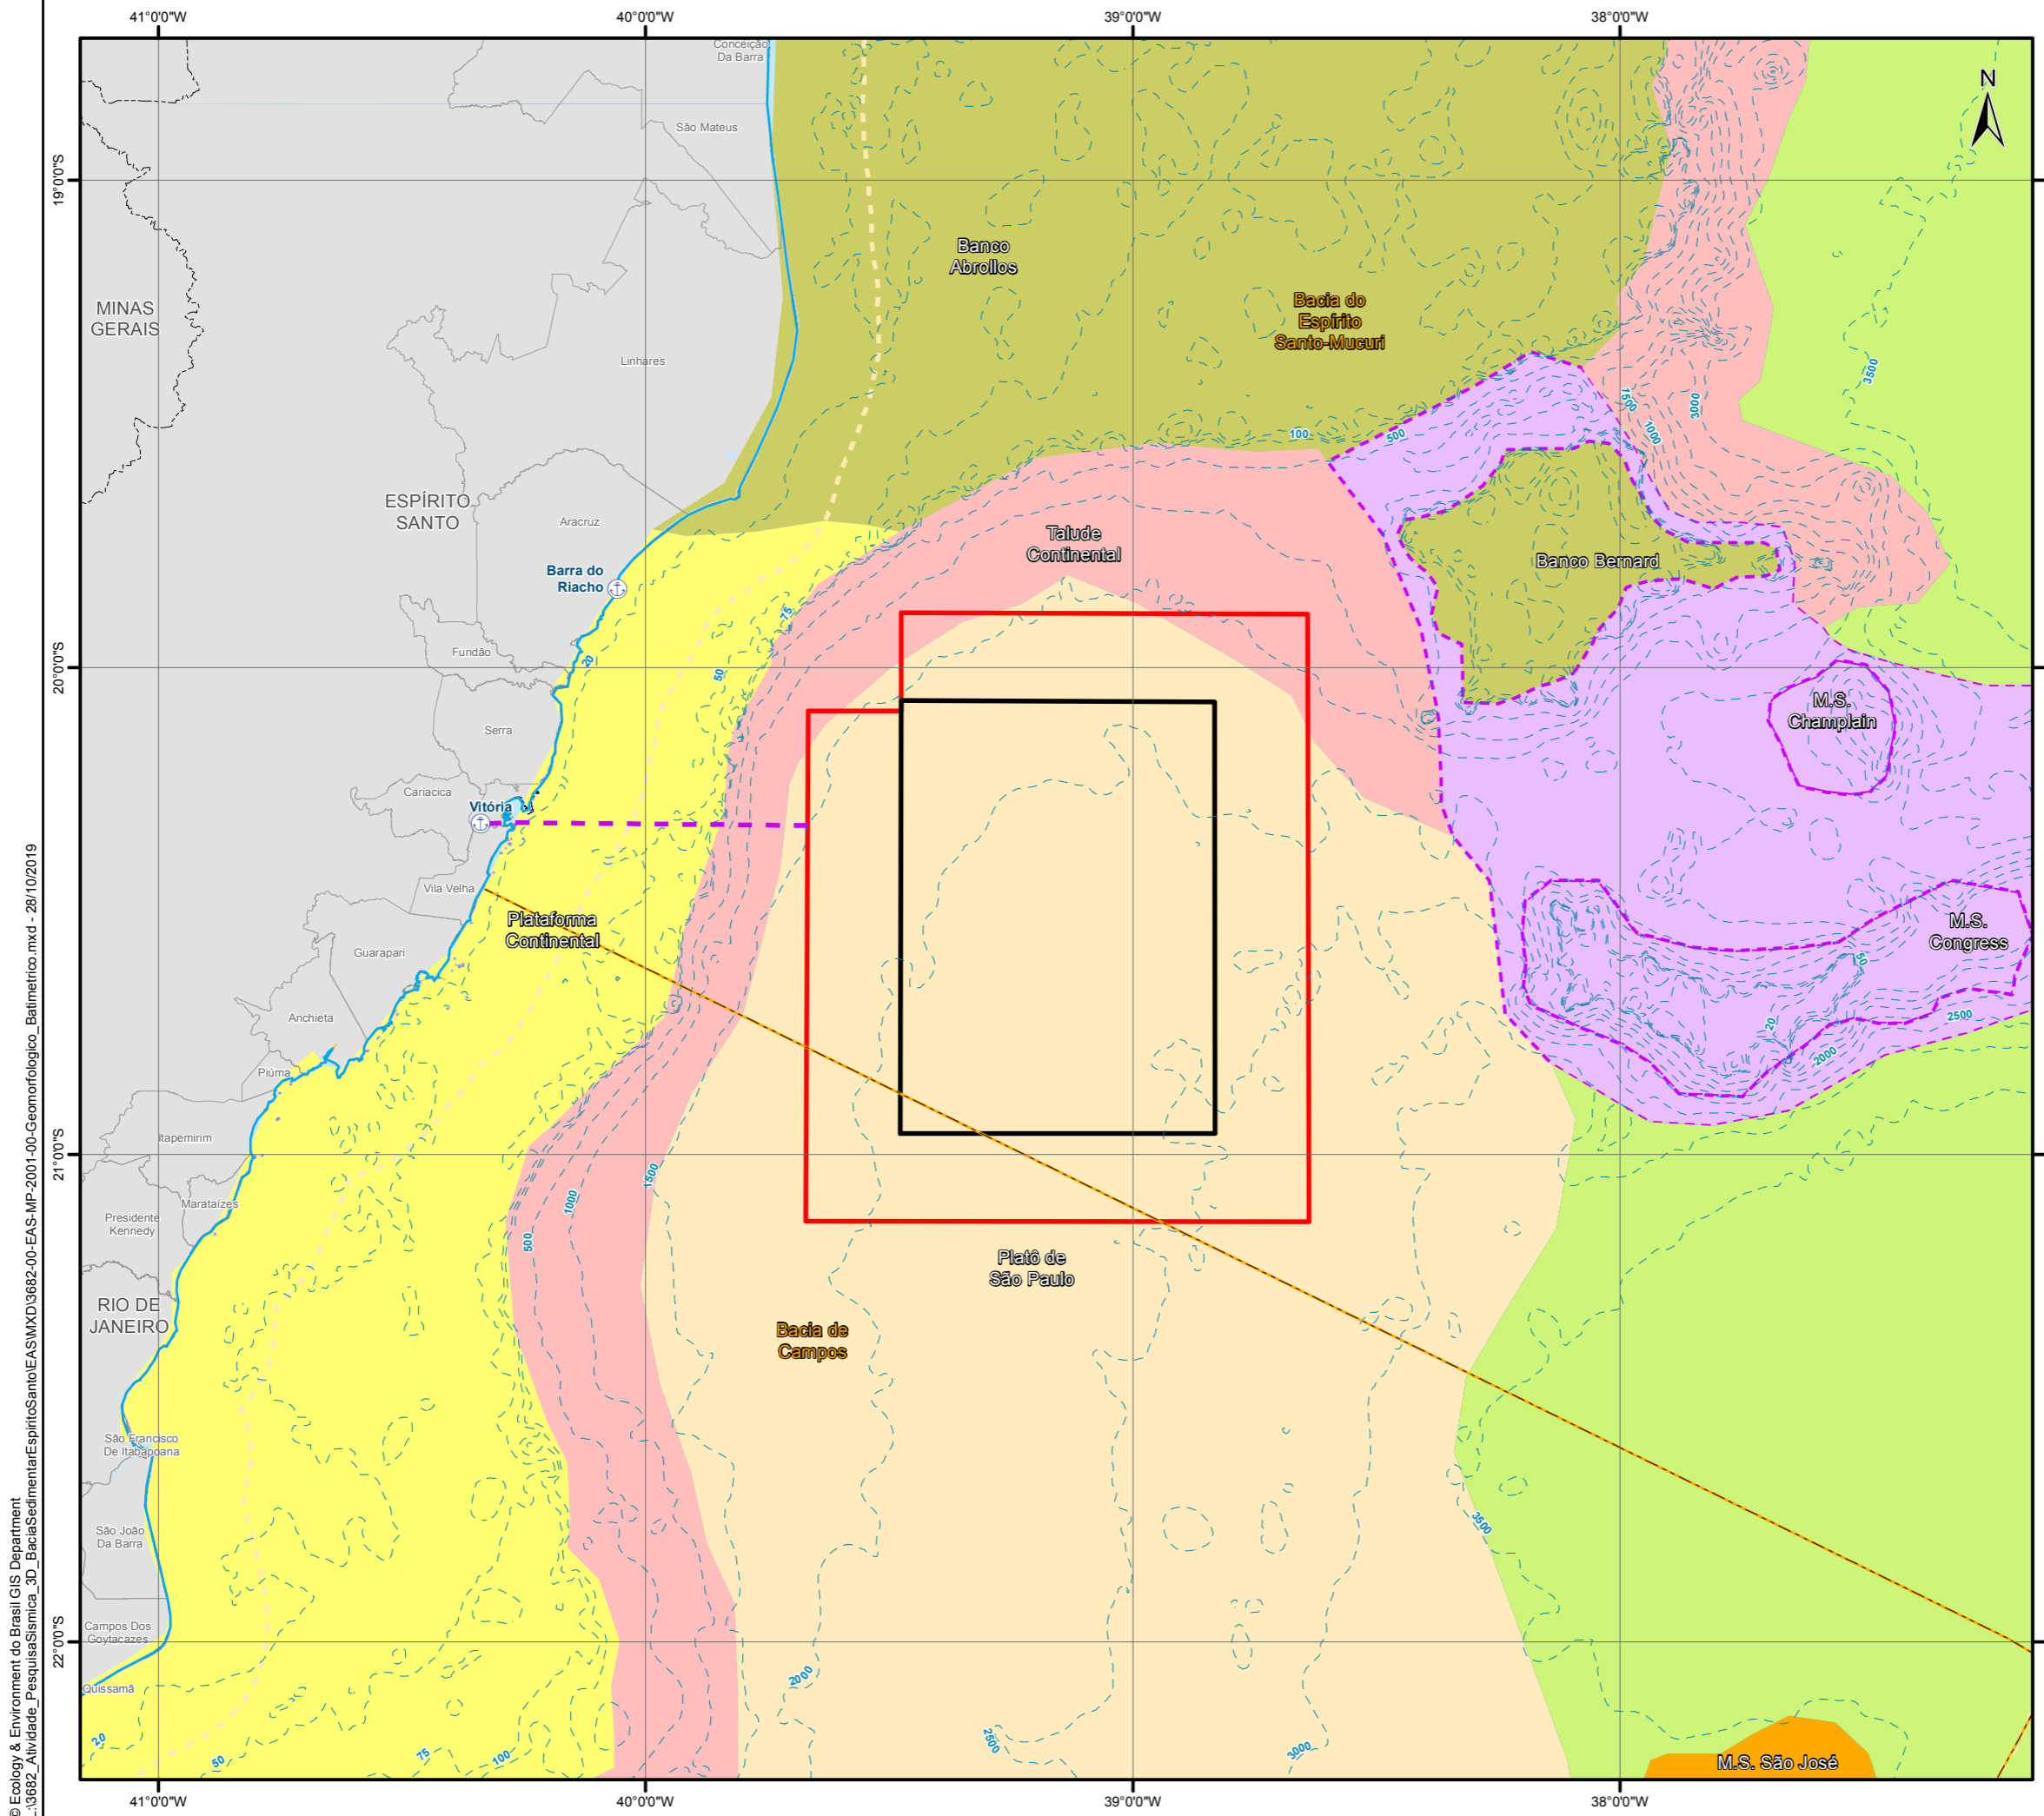 41°0'0"W
40°0'0"W
39°0'0"W
38°0'0"W
Conceição
Da Barra
N
São Mateus
19°0'0"S
Banco
Abrollos
MINAS
GERAIS
Bacia do
Espírito
Santo-Mucuri
Linhares
3500
1500
3000
1000
100
500
ESPÍRITO
SANTO
Aracruz
Talude
Continental
Banco Bernard
Barra do
Riacho
75
20
50
Fundão
20°0'0"S
M.S.
Champlain
Serra
Cariacica
Vitória
Vila Velha
Plataforma
Continental
M.S.
Congress
Guarapari
50
Anchieta
20
2500
2000
Piúma
Itapemirim
21°0'0"S
1500
1000
500
Marataízes
Presidente
Kennedy
Platô de
São Paulo
RIO DE
JANEIRO
Bacia de
Campos
São Francisco
De Itabapoana
3500
São João
Da Barra
Campos Dos
Goytacazes
22°0'0"S
Quissamã
2000
20
50
75
100
2500
3000
M.S. São José
41°0'0"W
40°0'0"W
39°0'0"W
38°0'0"W
© Ecology & Environment do Brasil GIS Department
L:\3682_Atividade_PesquisaSismica_3D_BaciaSedimentarEspiritoSanto\EAS\MXD\3682-00-EAS-MP-2001-00-Geomorfologico_Batimetrico.mxd - 28/10/2019